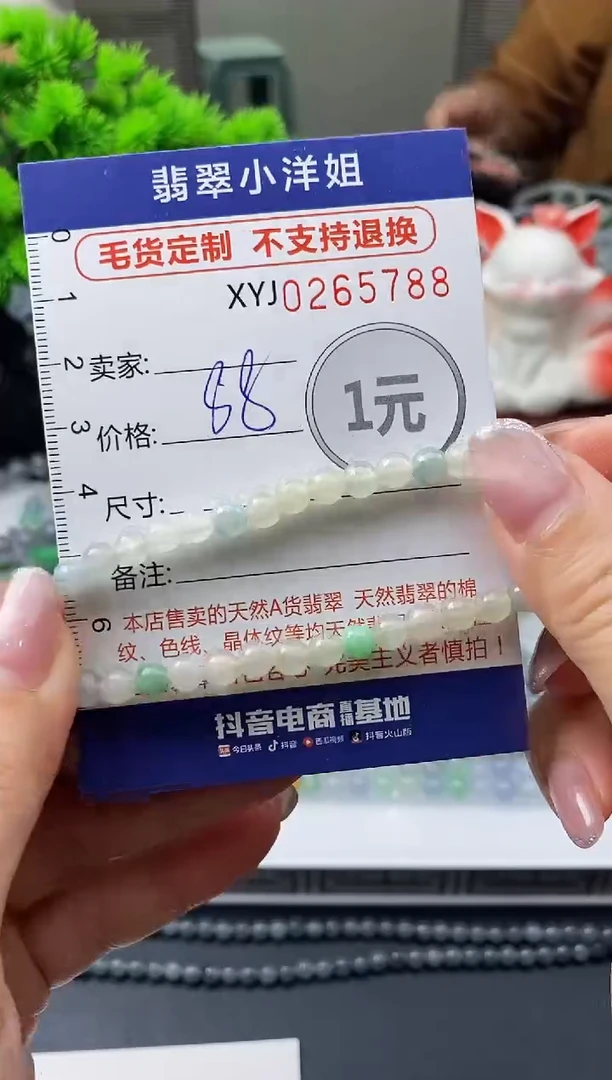 翡翠小洋姐
毛货定制 不支持退换
XYJ0265788
0
1
2
3
4
6
卖家:
88
价格:
1元
尺寸:
备注:
本店售卖的天然A货翡翠 天然翡翠的棉
纹、色线、晶体纹等均天然
完美主义者慎拍！
抖音电商直播基地
今日头条 抖音 西瓜视频 抖音火山版